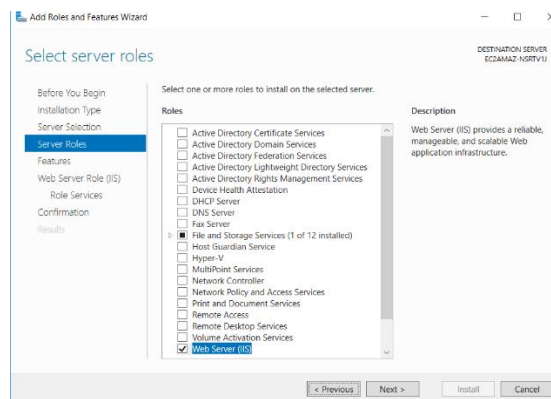 Add Roles and Features Wizard
Select server roles
DESTINATION SERVER
EC2AMAZ-NSRTV1J
Before You Begin
Installation Type
Server Selection
Server Roles
Features
Web Server Role (IIS)
Role Services
Confirmation
Results
Select one or more roles to install on the selected server.
Roles
Active Directory Certificate Services
Active Directory Domain Services
Active Directory Federation Services
Active Directory Lightweight Directory Services
Active Directory Rights Management Services
Device Health Attestation
DHCP Server
DNS Server
Fax Server
File and Storage Services (1 of 12 installed)
Host Guardian Service
Hyper-V
MultiPoint Services
Network Controller
Network Policy and Access Services
Print and Document Services
Remote Access
Remote Desktop Services
Volume Activation Services
Web Server (IIS)
Description
Web Server (IIS) provides a reliable,
manageable, and scalable Web
application infrastructure.
< Previous
Next >
Install
Cancel